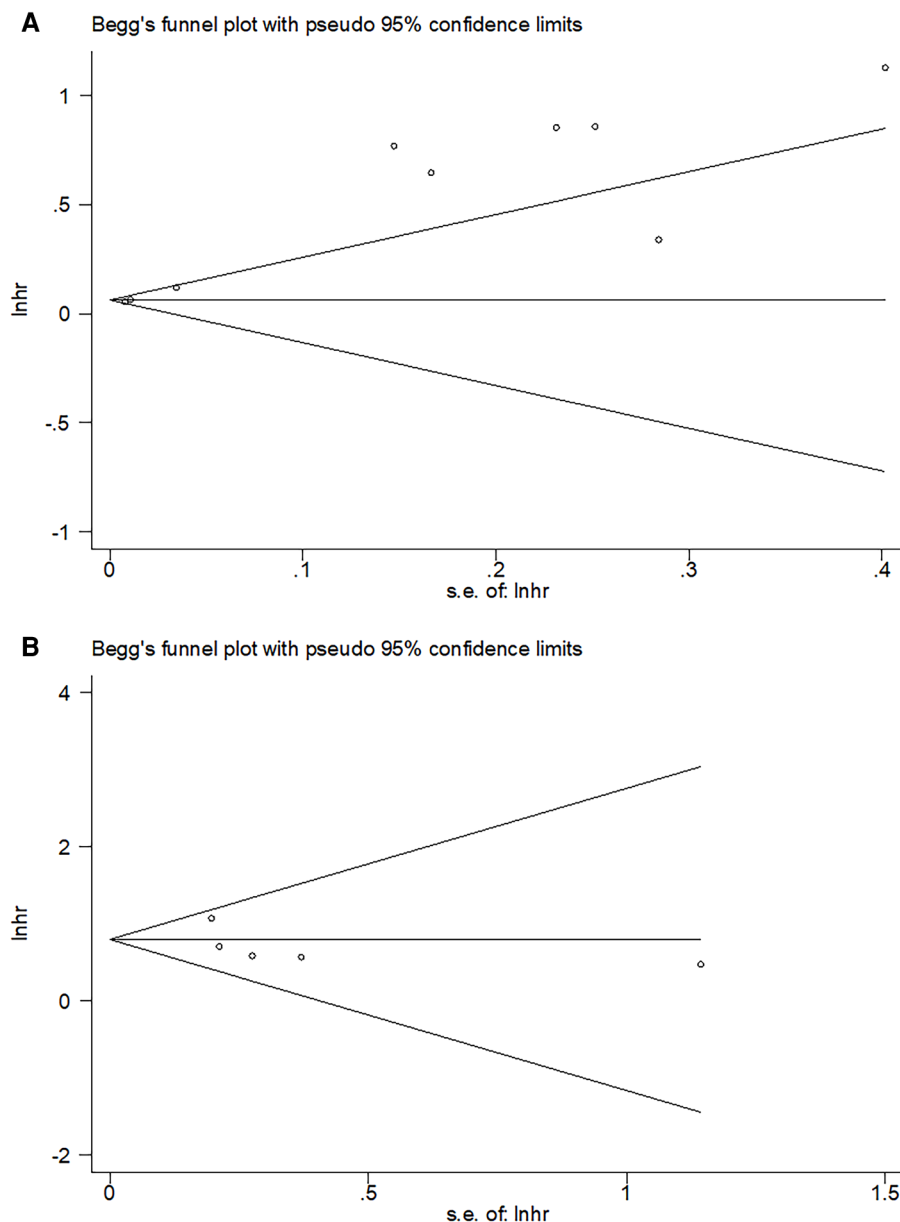 A
Begg's funnel plot with pseudo 95% confidence limits
1
.5
0
-.5
-1
lnhr
0 .1 .2 .3 .4
s.e. of: lnhr
B
Begg's funnel plot with pseudo 95% confidence limits
4
2
0
-2
lnhr
0 .5 1 1.5
s.e. of: lnhr